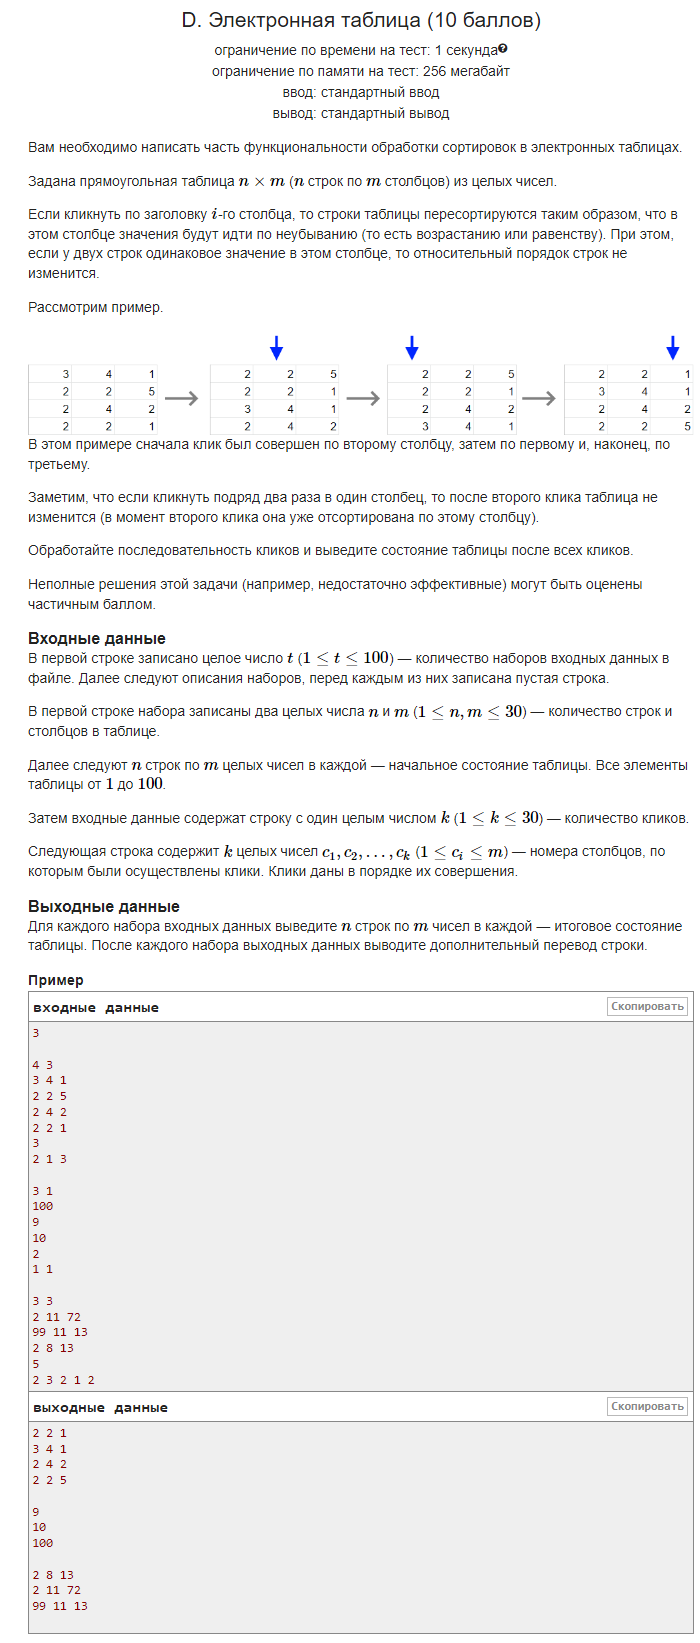 D. Электронная таблица (10 баллов)
ограничение по времени на тест: 1 секунда
ограничение по памяти на тест: 256 мегабайт
ввод: стандартный ввод
вывод: стандартный вывод
Вам необходимо написать часть функциональности обработки сортировок в электронных таблицах.
Задана прямоугольная таблица n × m (n строк по m столбцов) из целых чисел.
Если кликнуть по заголовку i-го столбца, то строки таблицы пересортируются таким образом, что в
этом столбце значения будут идти по неубыванию (то есть возрастанию или равенству). При этом,
если у двух строк одинаковое значение в этом столбце, то относительный порядок строк не
изменится.
Рассмотрим пример.
3 4 1 2 2 5 2 2 5 2 2 1
2 2 5 2 2 1 2 2 1 3 4 1
2 4 2 3 4 1 2 4 2 2 4 2
2 2 1 2 4 2 3 4 1 2 2 5
В этом примере сначала клик был совершен по второму столбцу, затем по первому и, наконец, по
третьему.
Заметим, что если кликнуть подряд два раза в один столбец, то после второго клика таблица не
изменится (в момент второго клика она уже отсортирована по этому столбцу).
Обработайте последовательность кликов и выведите состояние таблицы после всех кликов.
Неполные решения этой задачи (например, недостаточно эффективные) могут быть оценены
частичным баллом.
Входные данные
В первой строке записано целое число t (1 ≤ t ≤ 100) — количество наборов входных данных в
файле. Далее следуют описания наборов, перед каждым из них записана пустая строка.
В первой строке набора записаны два целых числа n и m (1 ≤ n, m ≤ 30) — количество строк и
столбцов в таблице.
Далее следуют n строк по m целых чисел в каждой — начальное состояние таблицы. Все элементы
таблицы от 1 до 100.
Затем входные данные содержат строку с один целым числом k (1 ≤ k ≤ 30) — количество кликов.
Следующая строка содержит k целых чисел c₁, c₂, . . . , cₖ (1 ≤ cᵢ ≤ m) — номера столбцов, по
которым были осуществлены клики. Клики даны в порядке их совершения.
Выходные данные
Для каждого набора входных данных выведите n строк по m чисел в каждой — итоговое состояние
таблицы. После каждого набора выходных данных выводите дополнительный перевод строки.
Пример
входные данные Скопировать
3
4 3
3 4 1
2 2 5
2 4 2
2 2 1
3
2 1 3
3 1
100
9
10
2
1 1
3 3
2 11 72
99 11 13
2 8 13
5
2 3 2 1 2
выходные данные Скопировать
2 2 1
3 4 1
2 4 2
2 2 5
9
10
100
2 8 13
2 11 72
99 11 13